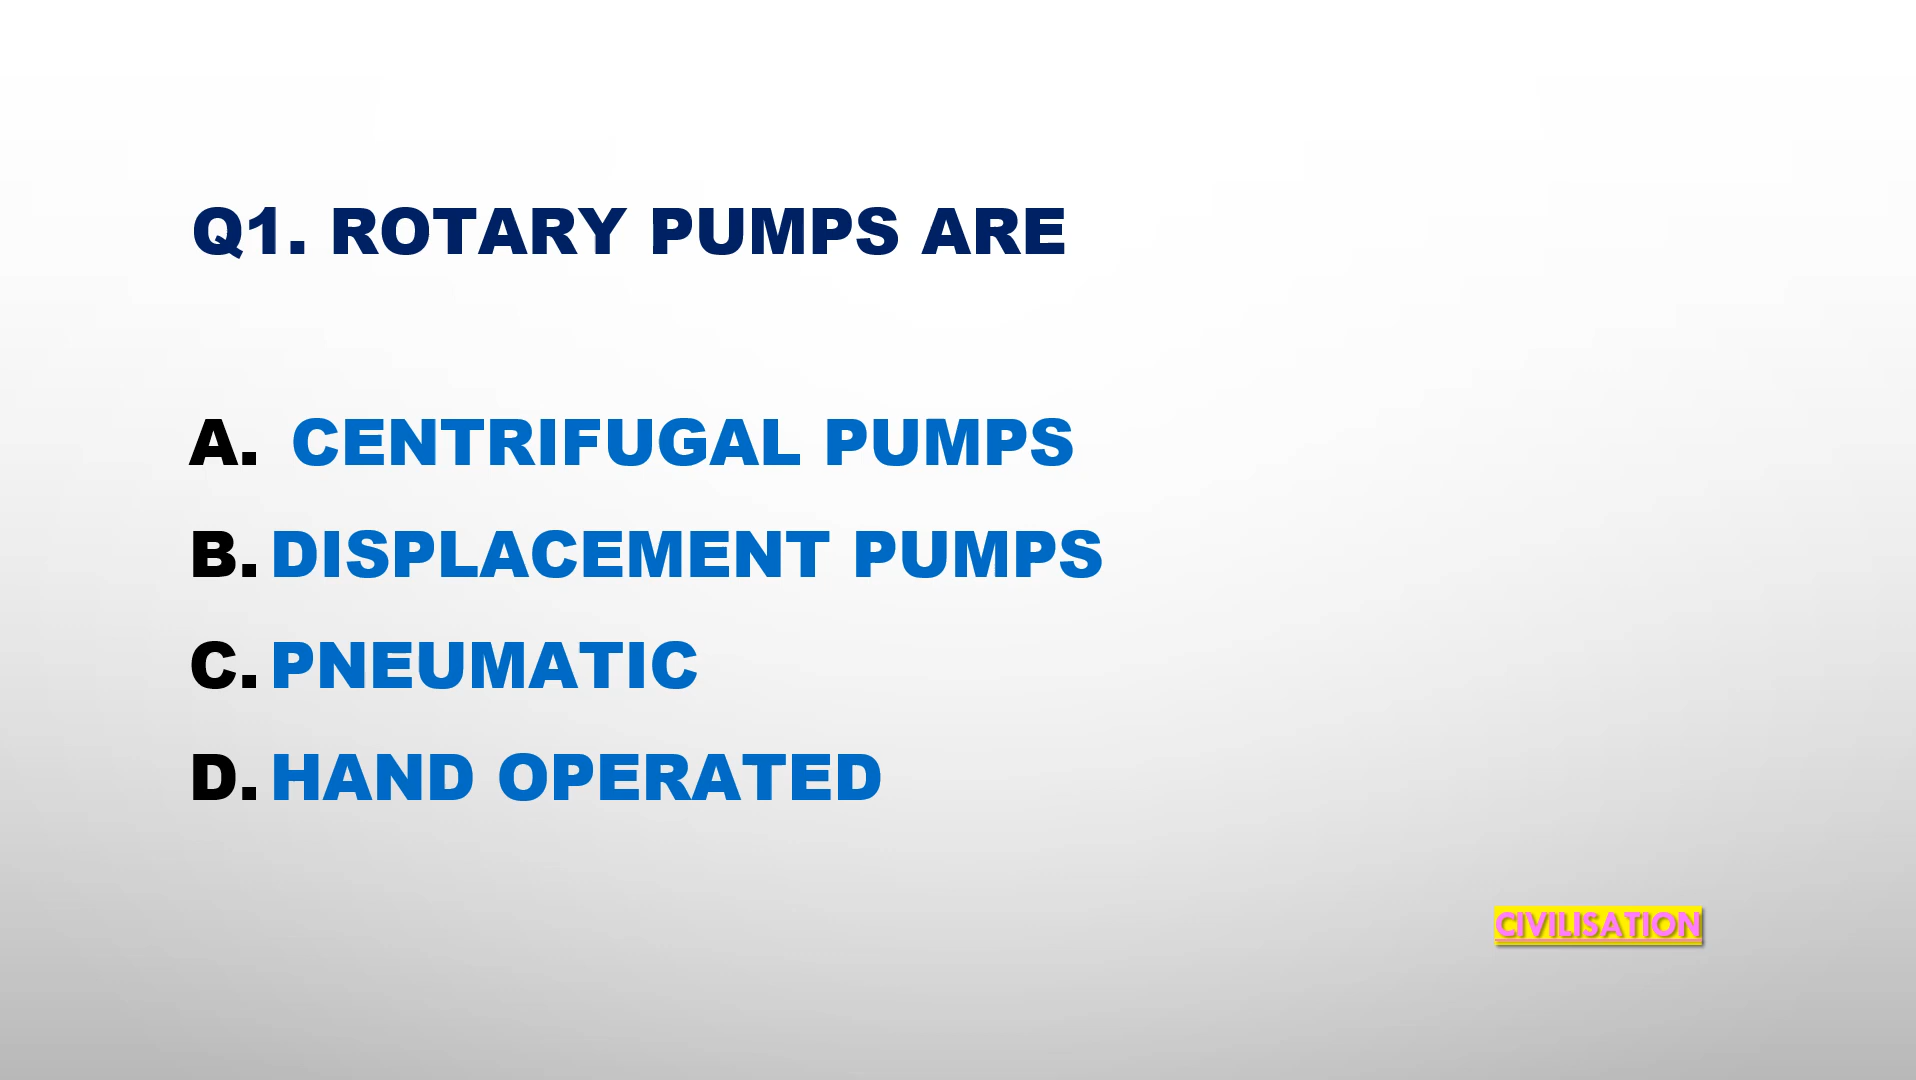 Q1. ROTARY PUMPS ARE
A. CENTRIFUGAL PUMPS
B. DISPLACEMENT PUMPS
C. PNEUMATIC
D. HAND OPERATED
CIVILISATION